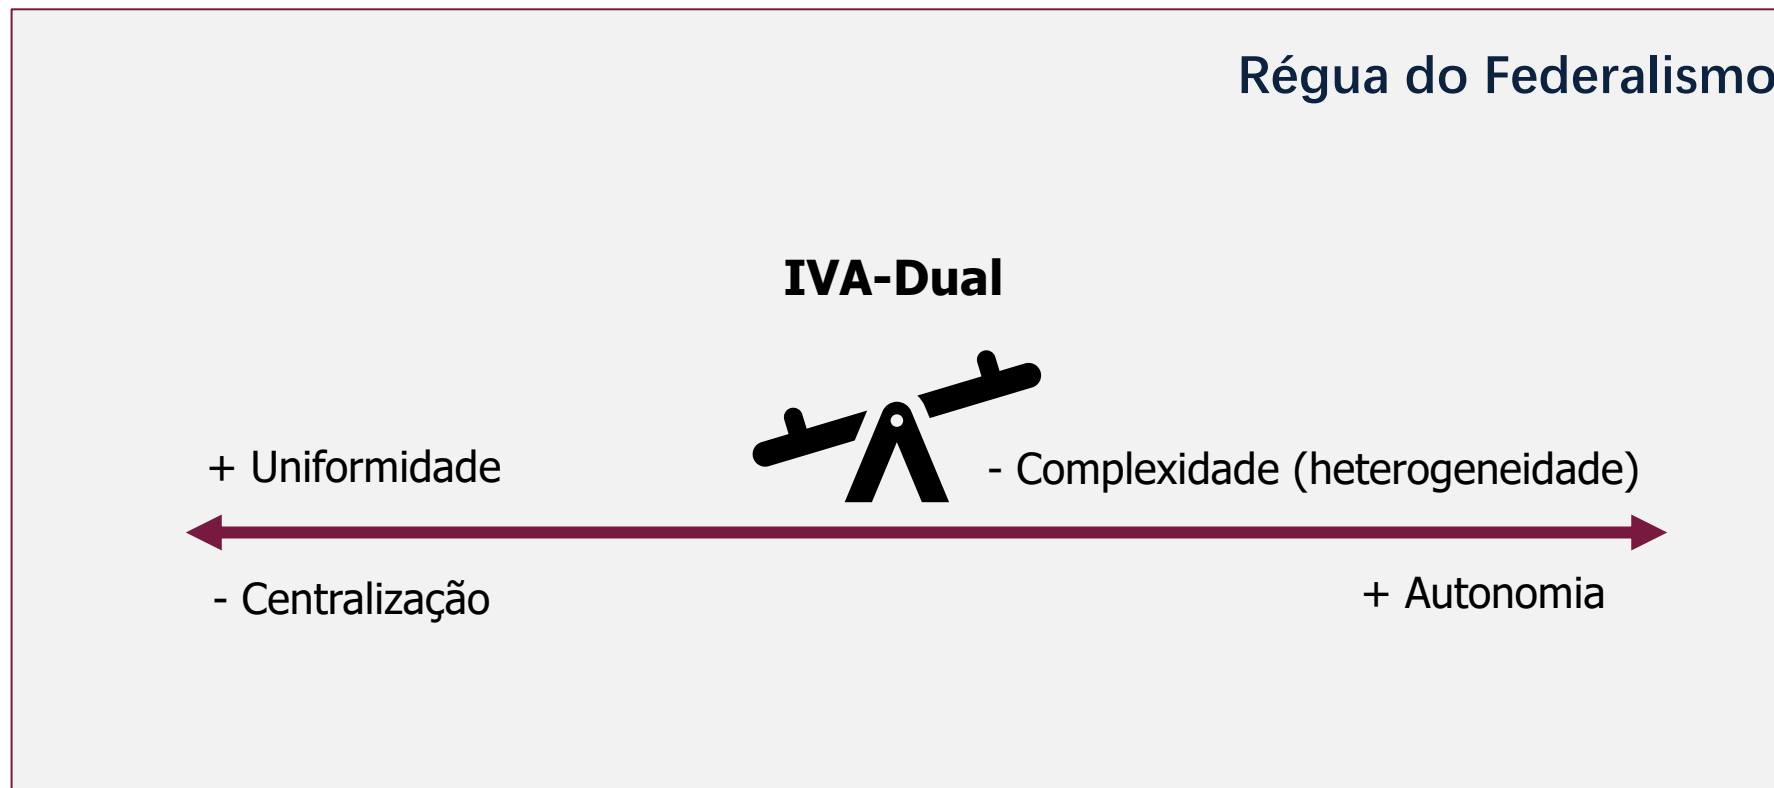 Régua do Federalismo
IVA-Dual
+ Uniformidade
- Complexidade (heterogeneidade)
- Centralização
+ Autonomia